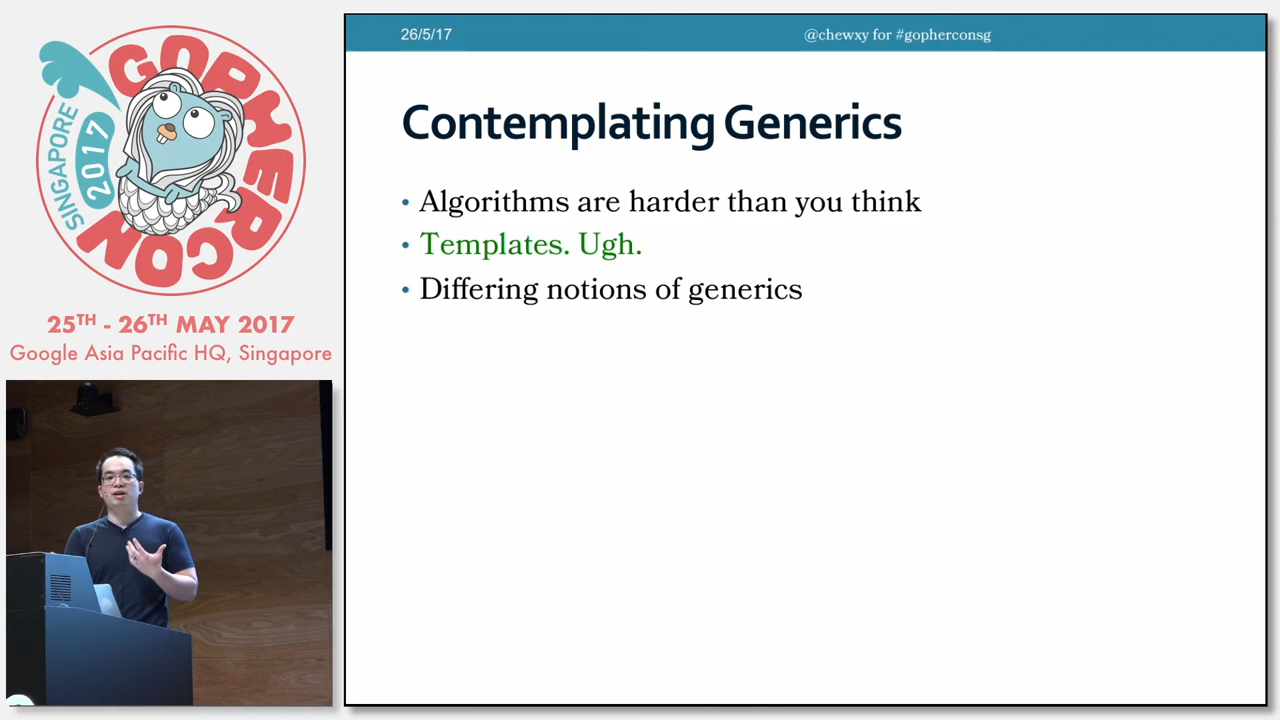 GOPHERCON
SINGAPORE
2017
25TH - 26TH MAY 2017
Google Asia Pacific HQ, Singapore
26/5/17
@chewxy for #gopherconsg
Contemplating Generics
• Algorithms are harder than you think
• Templates. Ugh.
• Differing notions of generics